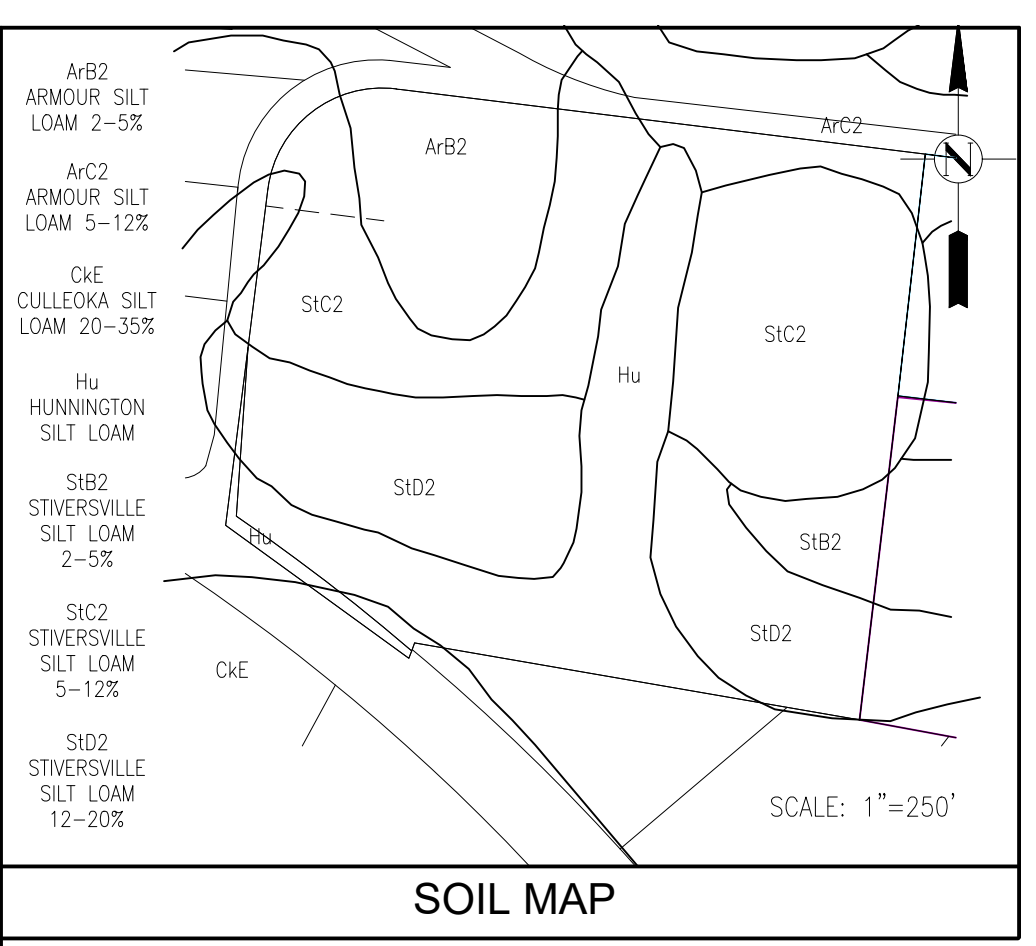 ArB2
ARMOUR SILT
LOAM 2-5%
ArC2
ARMOUR SILT
LOAM 5-12%
CkE
CULLEOKA SILT
LOAM 20-35%
Hu
HUNNINGTON
SILT LOAM
StB2
STIVERSVILLE
SILT LOAM
2-5%
StC2
STIVERSVILLE
SILT LOAM
5-12%
StD2
STIVERSVILLE
SILT LOAM
12-20%
ArB2
ArC2
N
StC2
StC2
Hu
StD2
Hu
StB2
StD2
CkE
SCALE: 1"=250'
SOIL MAP